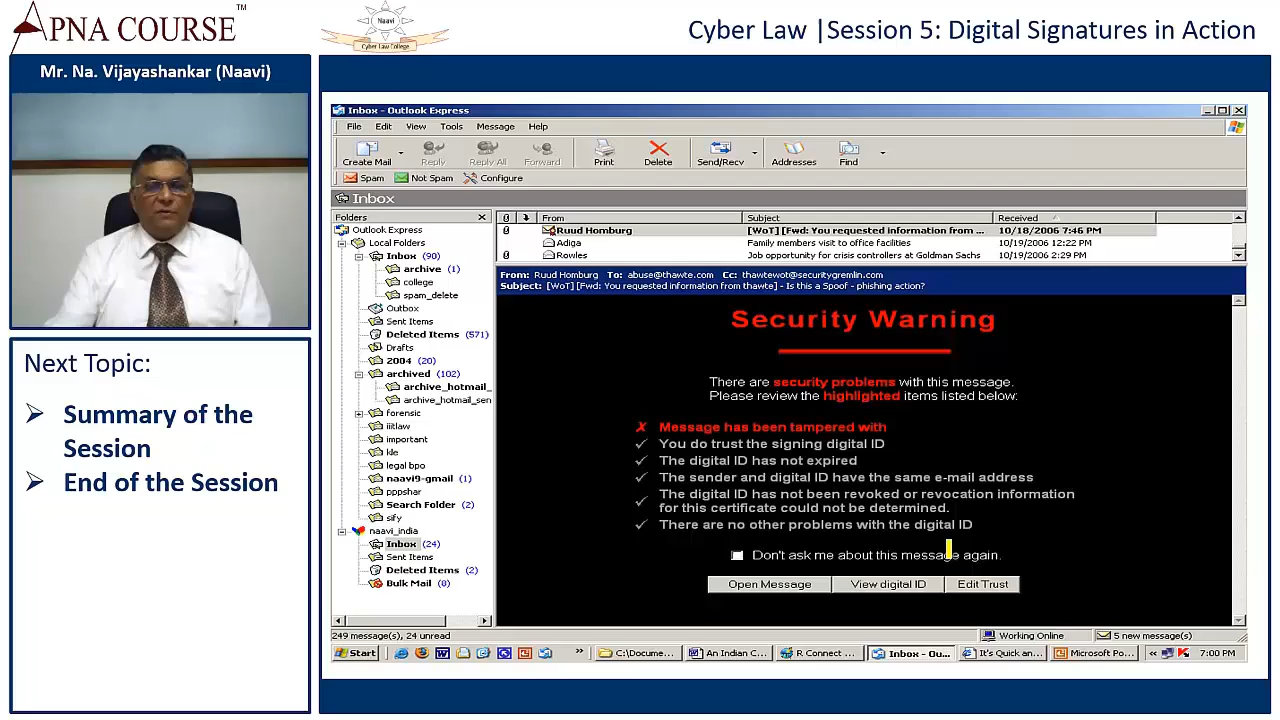 APNA COURSE™
Naavi
Cyber Law College
Cyber Law |Session 5: Digital Signatures in Action
Mr. Na. Vijayashankar (Naavi)
Next Topic:
Summary of the Session
End of the Session
Inbox - Outlook Express
File Edit View Tools Message Help
Create Mail Reply Reply All Forward Print Delete Send/Recv Addresses Find
Spam Not Spam Configure
Inbox
Folders
Outlook Express
Local Folders
Inbox (90)
archive (1)
college
spam_delete
Outbox
Sent Items
Deleted Items (571)
Drafts
2004 (20)
archived (102)
archive_hotmail_
archive_hotmail_sen
forensic
iiitlaw
important
kle
legal bpo
naavi9-gmail (1)
pppshar
Search Folder (2)
sify
naavi_india
Inbox (24)
Sent Items
Deleted Items (2)
Bulk Mail (0)
From Subject Received
Ruud Homburg [WoT] [Fwd: You requested information from ... 10/18/2006 7:46 PM
Adiga Family members visit to office facilities 10/19/2006 12:22 PM
Rowles Job opportunity for crisis controllers at Goldman Sachs 10/19/2006 2:29 PM
From: Ruud Homburg To: abuse@thawte.com Cc: thawtewot@securitygremlin.com
Subject: [WoT] [Fwd: You requested information from thawte] - Is this a Spoof - phishing action?
Security Warning
There are security problems with this message.
Please review the highlighted items listed below:
Message has been tampered with
You do trust the signing digital ID
The digital ID has not expired
The sender and digital ID have the same e-mail address
The digital ID has not been revoked or revocation information
for this certificate could not be determined.
There are no other problems with the digital ID
Don't ask me about this message again.
Open Message View digital ID Edit Trust
249 message(s), 24 unread Working Online 5 new message(s)
Start C:\Docume... An Indian C... R Connect ... Inbox - Ou... It's Quick an... Microsoft Po... 7:00 PM